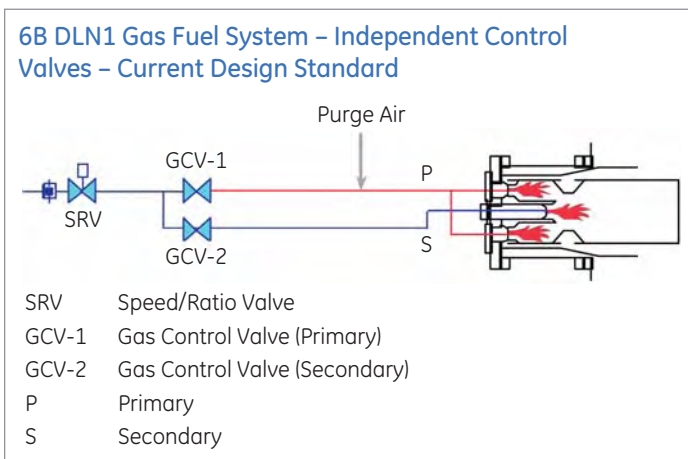 6B DLN1 Gas Fuel System – Independent Control
Valves – Current Design Standard
Purge Air
GCV-1
P
SRV
GCV-2
S
SRV Speed/Ratio Valve
GCV-1 Gas Control Valve (Primary)
GCV-2 Gas Control Valve (Secondary)
P Primary
S Secondary